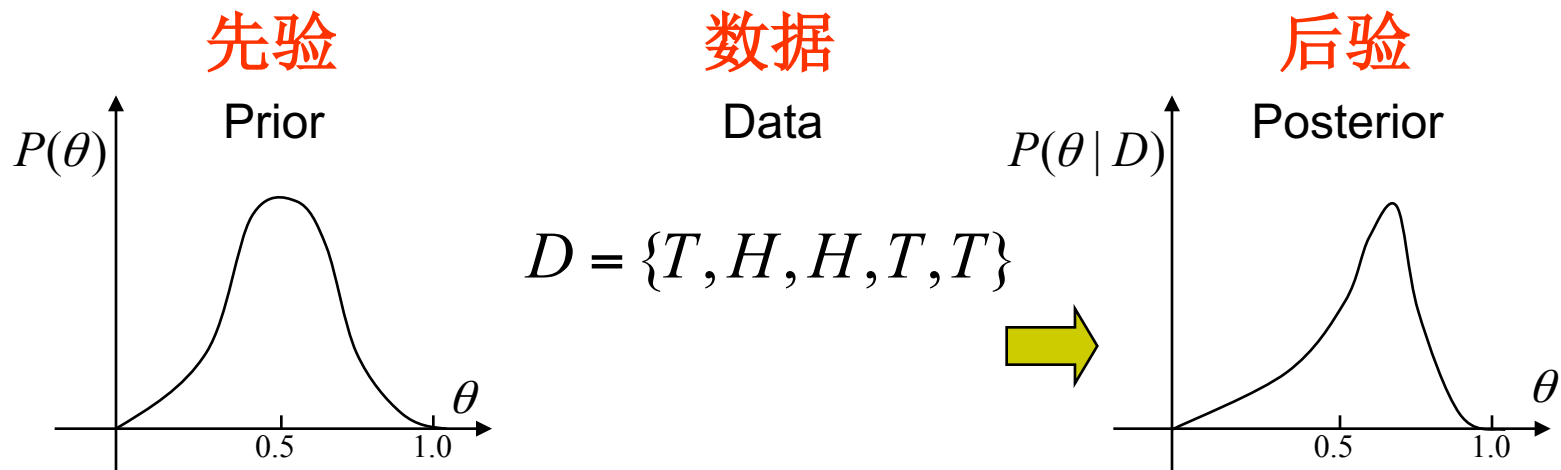 先验 数据 后验
Prior Data Posterior
P(θ) P(θ | D)
D = {T, H, H, T, T}
θ θ
0.5 1.0 0.5 1.0